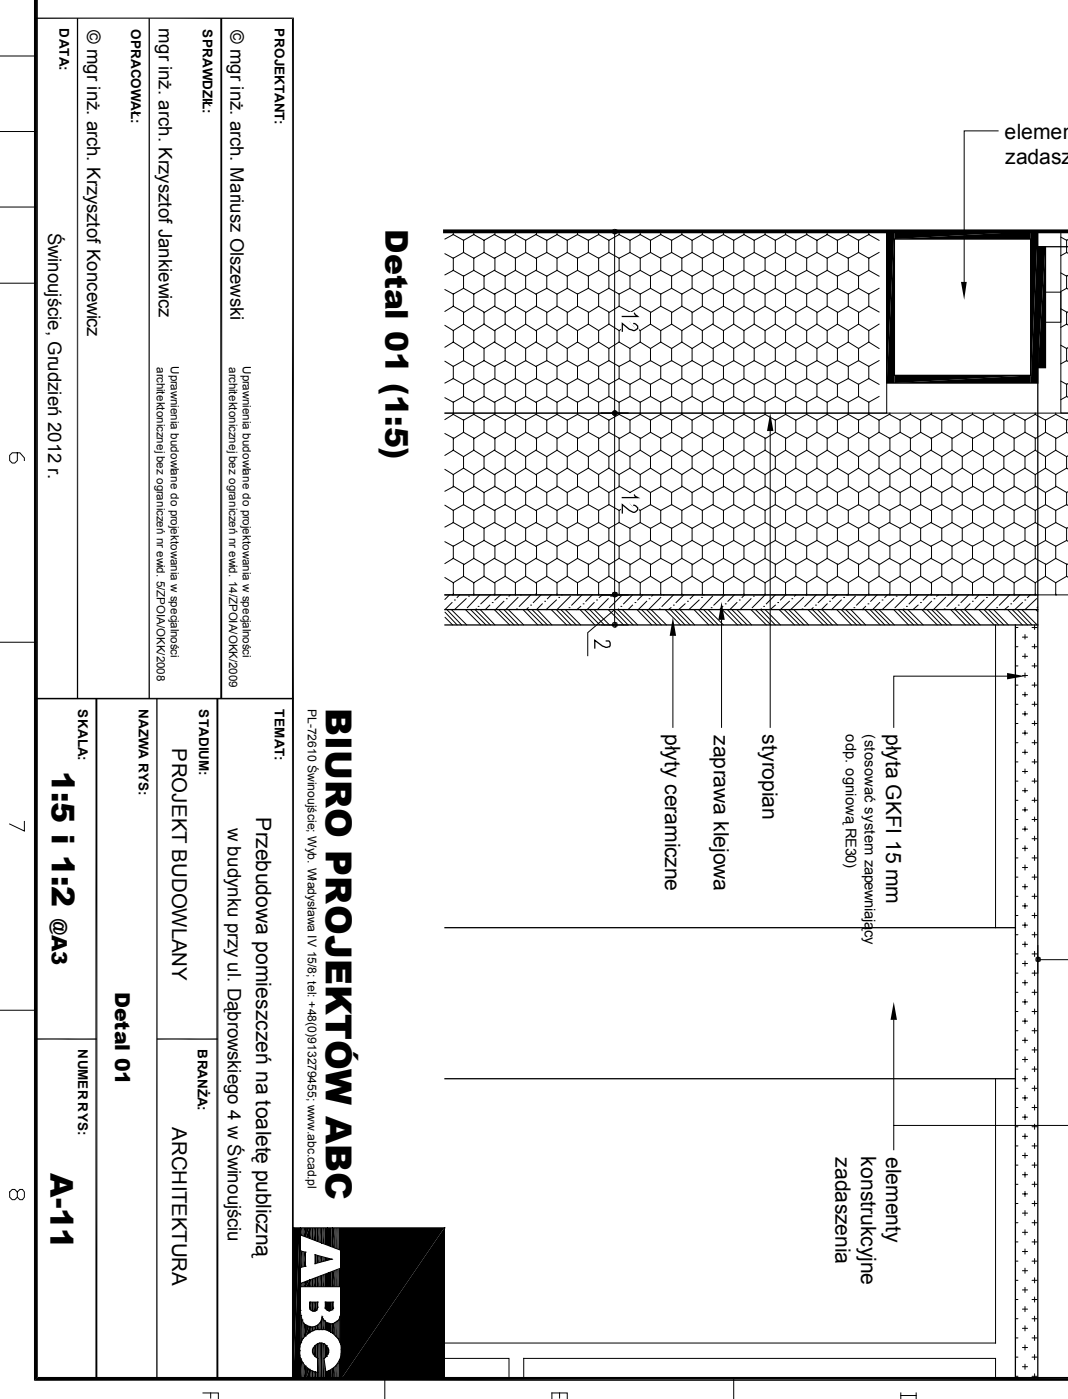 elemen
zadasz
12
12
2
styropian
zaprawa klejowa
płyty ceramiczne
płyta GKFI 15 mm
(stosować system zapewniający
odp. ogniową RE30)
elementy
konstrukcyjne
zadaszenia
Detal 01 (1:5)
BIURO PROJEKTÓW ABC
PL-72610 Świnoujście; Wyb. Władysława IV 15/8; tel: +48(0)913279455; www.abc.cad.pl
ABC
PROJEKTANT:
© mgr inż. arch. Mariusz Olszewski
Uprawnienia budowlane do projektowania w specjalności
architektonicznej bez ograniczeń nr ewid. 14/ZPOIA/OKK/2009
SPRAWDZIŁ:
mgr inż. arch. Krzysztof Jankiewicz
Uprawnienia budowlane do projektowania w specjalności
architektonicznej bez ograniczeń nr ewid. 5/ZPOIA/OKK/2008
OPRACOWAŁ:
© mgr inż. arch. Krzysztof Koncewicz
DATA:
Świnoujście, Grudzień 2012 r.
TEMAT:
Przebudowa pomieszczeń na toaletę publiczną
w budynku przy ul. Dąbrowskiego 4 w Świnoujściu
STADIUM:
PROJEKT BUDOWLANY
BRANŻA:
ARCHITEKTURA
NAZWA RYS:
Detal 01
SKALA:
1:5 i 1:2 @A3
NUMER RYS:
A-11
6
7
8